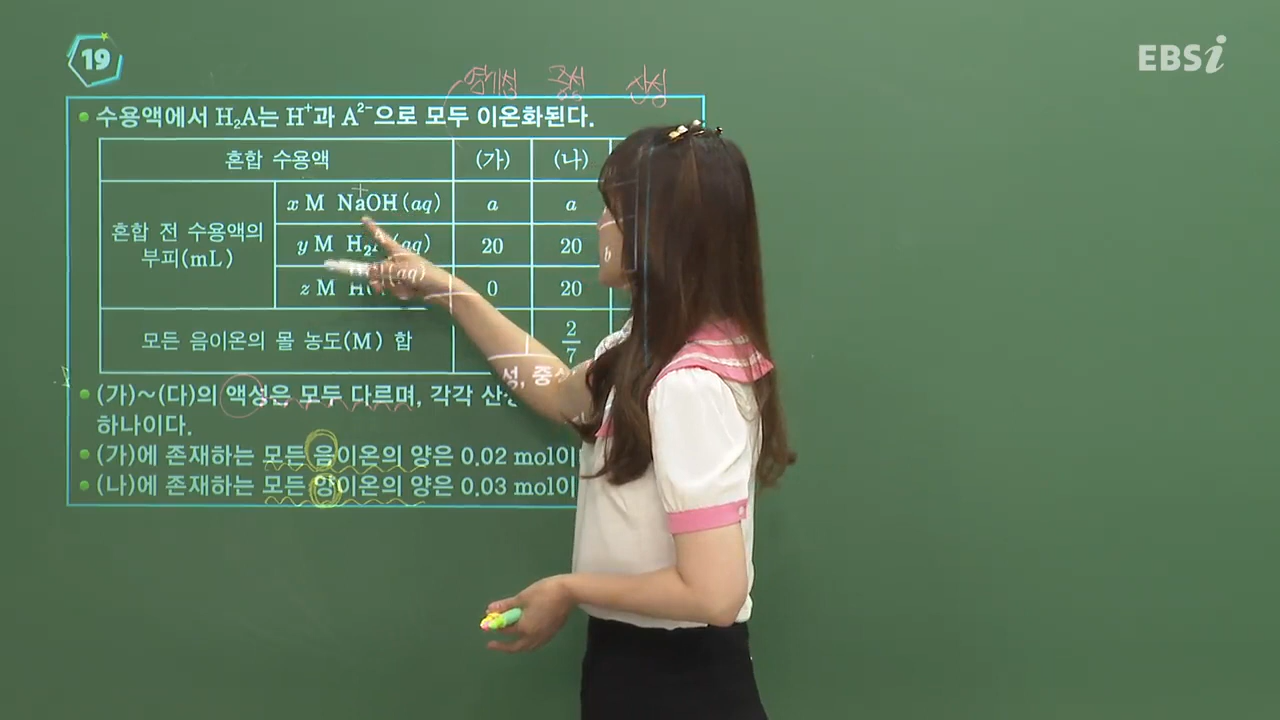 19
EBSi
염기성 중성 산성
수용액에서 H₂A는 H⁺과 A²⁻으로 모두 이온화된다.
혼합 수용액 (가) (나)
혼합 전 수용액의 부피(mL)
x M NaOH(aq) a a
y M H₂A(aq) 20 20 b
z M (aq) 0 20
모든 음이온의 몰 농도(M) 합 2/7
(가)~(다)의 액성은 모두 다르며, 각각 성, 중
하나이다.
(가)에 존재하는 모든 음이온의 양은 0.02 mol이
(나)에 존재하는 모든 양이온의 양은 0.03 mol이